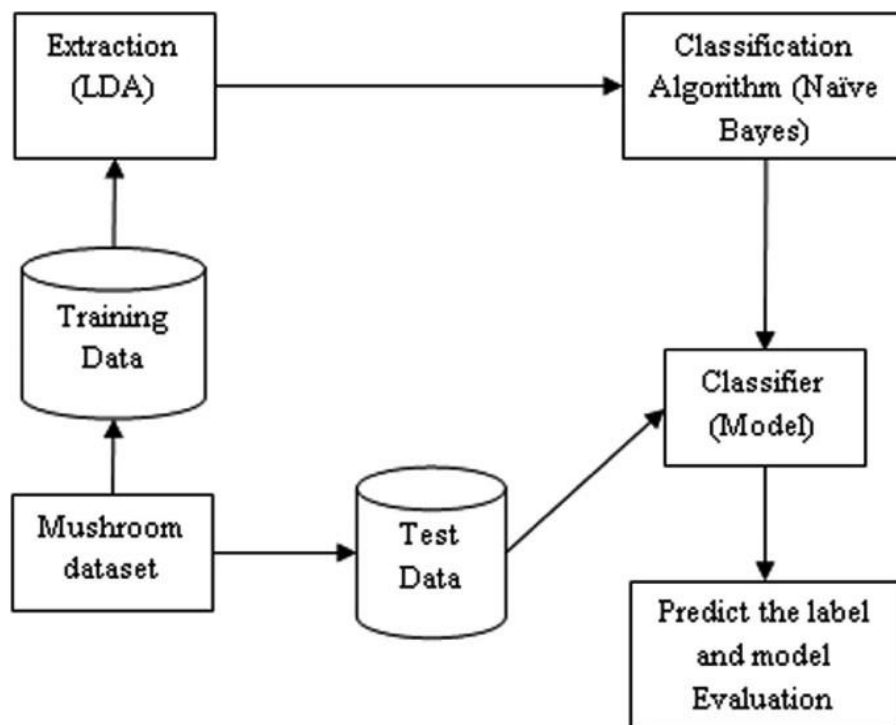 Extraction
(LDA)
Classification
Algorithm (Naïve
Bayes)
Training
Data
Classifier
(Model)
Mushroom
dataset
Test
Data
Predict the label
and model
Evaluation